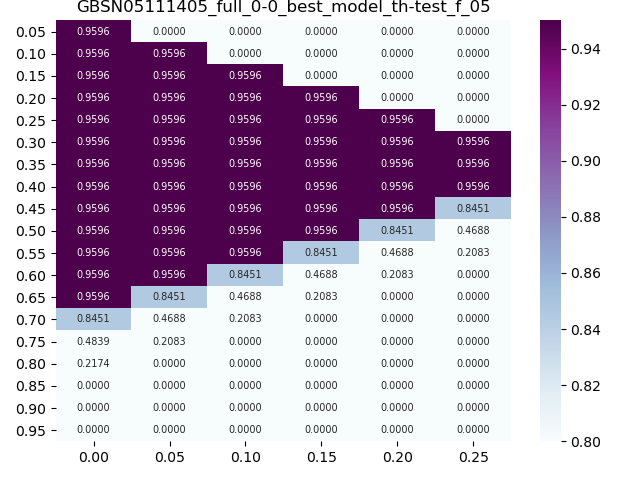 GBSN05111405_full_0-0_best_model_th-test_f_05
0.05 0.9596 0.0000 0.0000 0.0000 0.0000 0.0000
0.10 0.9596 0.9596 0.0000 0.0000 0.0000 0.0000
0.15 0.9596 0.9596 0.9596 0.0000 0.0000 0.0000
0.20 0.9596 0.9596 0.9596 0.9596 0.0000 0.0000
0.25 0.9596 0.9596 0.9596 0.9596 0.9596 0.0000
0.30 0.9596 0.9596 0.9596 0.9596 0.9596 0.9596
0.35 0.9596 0.9596 0.9596 0.9596 0.9596 0.9596
0.40 0.9596 0.9596 0.9596 0.9596 0.9596 0.9596
0.45 0.9596 0.9596 0.9596 0.9596 0.9596 0.8451
0.50 0.9596 0.9596 0.9596 0.9596 0.8451 0.4688
0.55 0.9596 0.9596 0.9596 0.8451 0.4688 0.2083
0.60 0.9596 0.9596 0.8451 0.4688 0.2083 0.0000
0.65 0.9596 0.8451 0.4688 0.2083 0.0000 0.0000
0.70 0.8451 0.4688 0.2083 0.0000 0.0000 0.0000
0.75 0.4839 0.2083 0.0000 0.0000 0.0000 0.0000
0.80 0.2174 0.0000 0.0000 0.0000 0.0000 0.0000
0.85 0.0000 0.0000 0.0000 0.0000 0.0000 0.0000
0.90 0.0000 0.0000 0.0000 0.0000 0.0000 0.0000
0.95 0.0000 0.0000 0.0000 0.0000 0.0000 0.0000
0.00 0.05 0.10 0.15 0.20 0.25
0.94
0.92
0.90
0.88
0.86
0.84
0.82
0.80